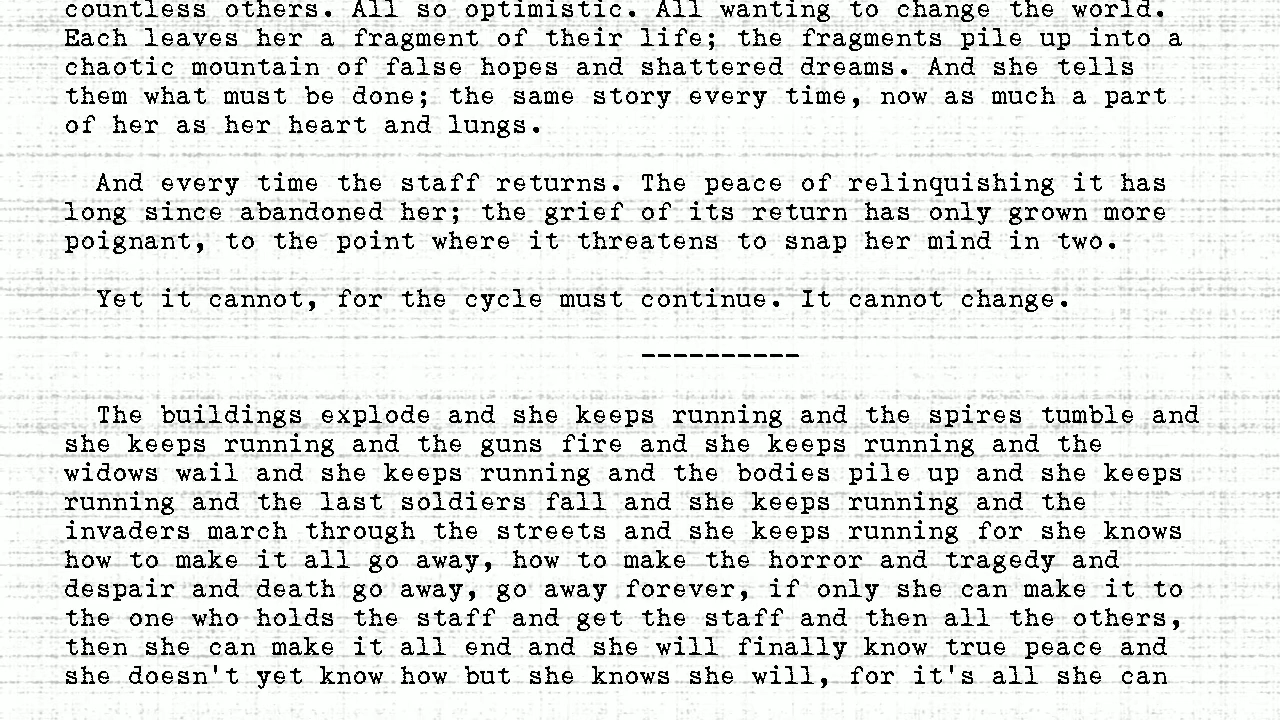 countless others. All so optimistic. All wanting to change the world.
Each leaves her a fragment of their life; the fragments pile up into a
chaotic mountain of false hopes and shattered dreams. And she tells
them what must be done; the same story every time, now as much a part
of her as her heart and lungs.
And every time the staff returns. The peace of relinquishing it has
long since abandoned her; the grief of its return has only grown more
poignant, to the point where it threatens to snap her mind in two.
Yet it cannot, for the cycle must continue. It cannot change.
----------
The buildings explode and she keeps running and the spires tumble and
she keeps running and the guns fire and she keeps running and the
widows wail and she keeps running and the bodies pile up and she keeps
running and the last soldiers fall and she keeps running and the
invaders march through the streets and she keeps running for she knows
how to make it all go away, how to make the horror and tragedy and
despair and death go away, go away forever, if only she can make it to
the one who holds the staff and get the staff and then all the others,
then she can make it all end and she will finally know true peace and
she doesn't yet know how but she knows she will, for it's all she can